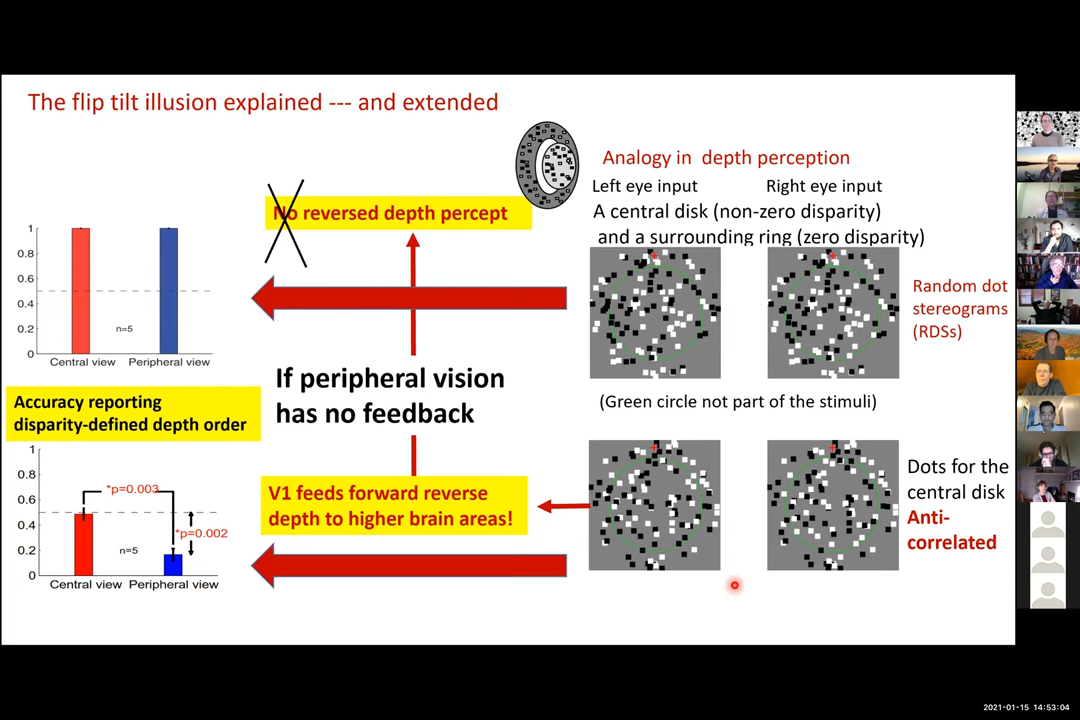 The flip tilt illusion explained --- and extended
Analogy in depth perception
Left eye input
Right eye input
A central disk (non-zero disparity)
and a surrounding ring (zero disparity)
No reversed depth percept
1
0.8
0.6
0.4
0.2
0
n=5
Central view
Peripheral view
Random dot
stereograms
(RDSs)
If peripheral vision
has no feedback
(Green circle not part of the stimuli)
Accuracy reporting
disparity-defined depth order
1
0.8
0.6
0.4
0.2
0
*p=0.003
*p=0.002
n=5
Central view
Peripheral view
V1 feeds forward reverse
depth to higher brain areas!
Dots for the
central disk
Anti-
correlated
2021-01-15 14:53:04